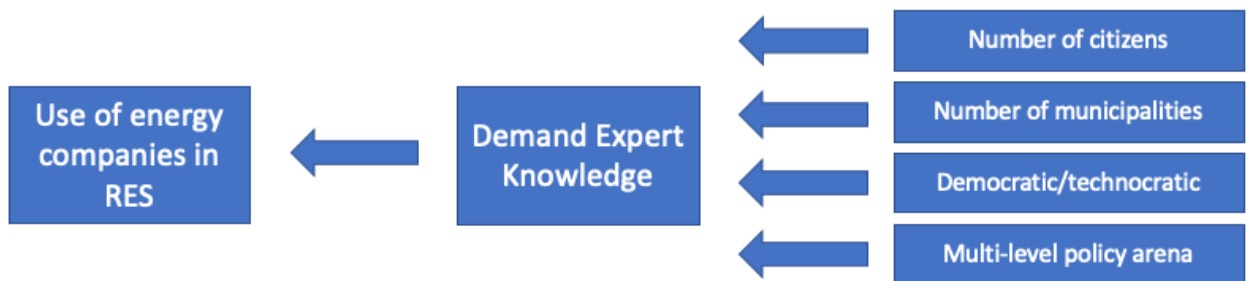 Use of energy
companies in
RES
Demand Expert
Knowledge
Number of citizens
Number of municipalities
Democratic/technocratic
Multi-level policy arena